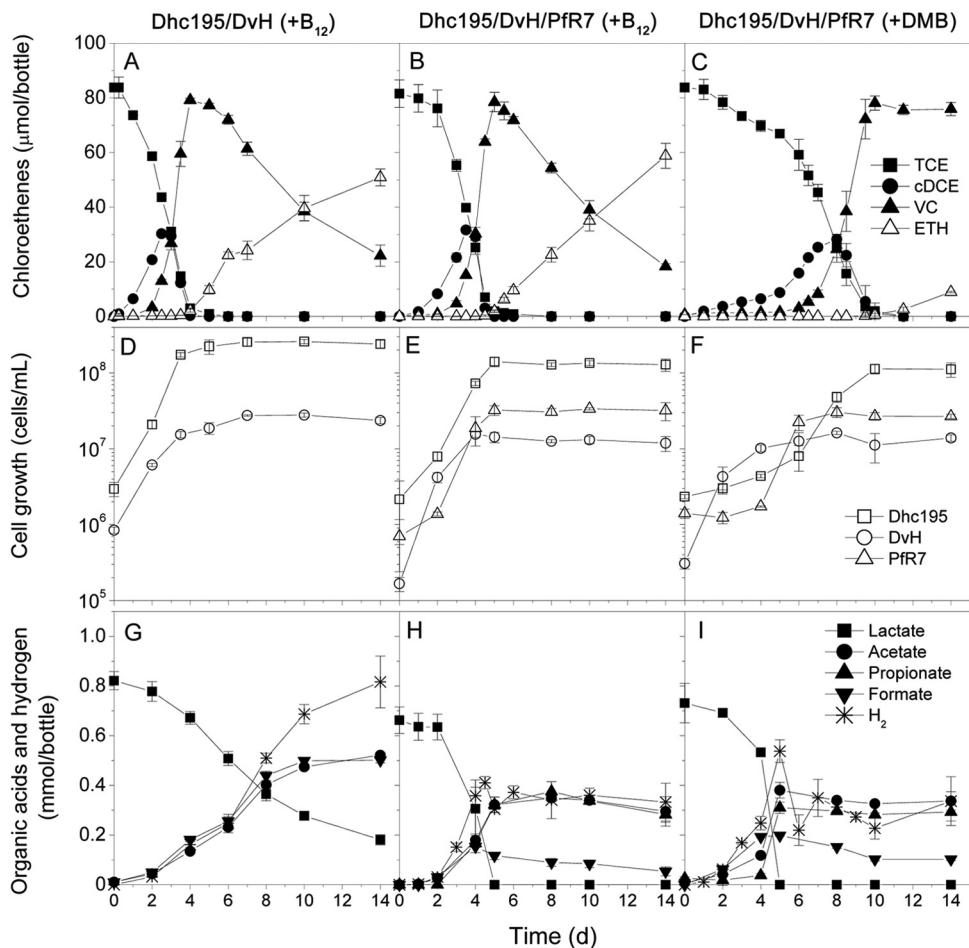 Dhc195/DvH (+B12) Dhc195/DvH/PfR7 (+B12) Dhc195/DvH/PfR7 (+DMB)
Chloroethenes (μmol/bottle)
100
80
60
40
20
0
A
B
C
TCE
cDCE
VC
ETH
Cell growth (cells/mL)
10^8
10^7
10^6
10^5
D
E
F
Dhc195
DvH
PfR7
Organic acids and hydrogen
(mmol/bottle)
1.0
0.8
0.6
0.4
0.2
0
G
H
I
Lactate
Acetate
Propionate
Formate
H2
0 2 4 6 8 10 12 14 0 2 4 6 8 10 12 14 0 2 4 6 8 10 12 14
Time (d)